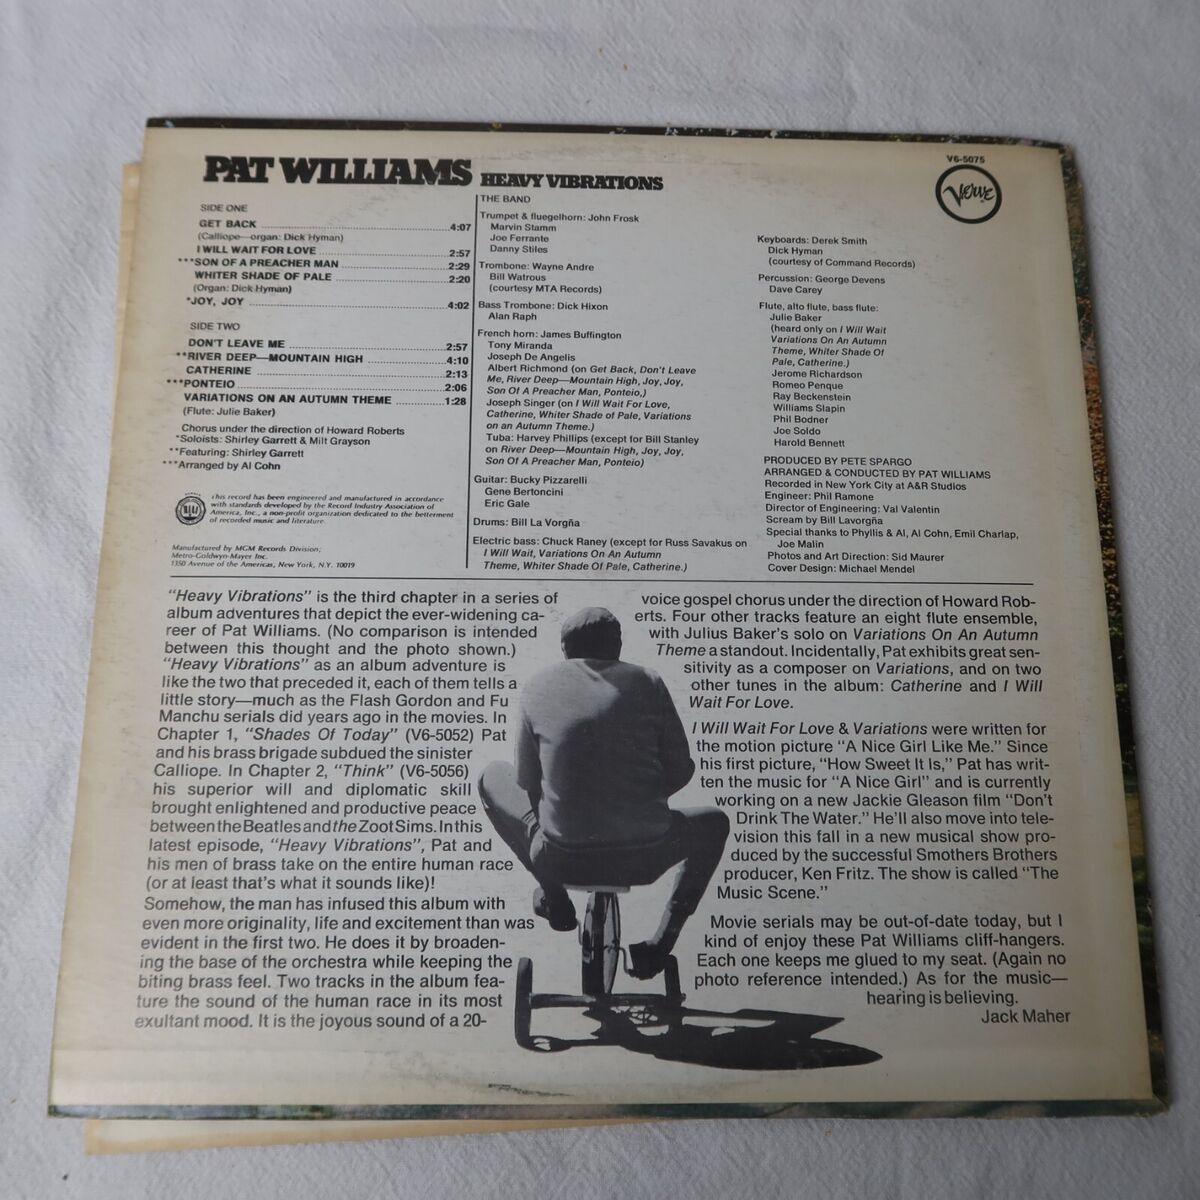 PAT WILLIAMS HEAVY VIBRATIONS
V6-5075
Verve
SIDE ONE
GET BACK 4:07
(Calliope—organ: Dick Hyman)
I WILL WAIT FOR LOVE 2:57
***SON OF A PREACHER MAN 2:29
WHITER SHADE OF PALE 2:20
(Organ: Dick Hyman)
*JOY, JOY 4:02
SIDE TWO
DON'T LEAVE ME 2:57
**RIVER DEEP—MOUNTAIN HIGH 4:10
CATHERINE 2:13
***PONTEIO 2:06
VARIATIONS ON AN AUTUMN THEME 1:28
(Flute: Julie Baker)
Chorus under the direction of Howard Roberts
*Soloists: Shirley Garrett & Milt Grayson
**Featuring: Shirley Garrett
***Arranged by Al Cohn
This record has been engineered and manufactured in accordance
with standards developed by the Record Industry Association of
America, Inc., a non-profit organization dedicated to the betterment
of recorded music and literature.
Manufactured by MGM Records Division,
Metro-Goldwyn-Mayer Inc.
1350 Avenue of the Americas, New York, N.Y. 10019
THE BAND
Trumpet & fluegelhorn: John Frosk
Marvin Stamm
Joe Ferrante
Danny Stiles
Trombone: Wayne Andre
Bill Watrous
(courtesy MTA Records)
Bass Trombone: Dick Hixon
Alan Raph
French horn: James Buffington
Tony Miranda
Joseph De Angelis
Albert Richmond (on Get Back, Don't Leave
Me, River Deep—Mountain High, Joy, Joy,
Son Of A Preacher Man, Ponteio,)
Joseph Singer (on I Will Wait For Love,
Catherine, Whiter Shade of Pale, Variations
on an Autumn Theme.)
Tuba: Harvey Phillips (except for Bill Stanley
on River Deep—Mountain High, Joy, Joy,
Son Of A Preacher Man, Ponteio)
Guitar: Bucky Pizzarelli
Gene Bertoncini
Eric Gale
Drums: Bill La Vorgña
Electric bass: Chuck Raney (except for Russ Savakus on
I Will Wait, Variations On An Autumn
Theme, Whiter Shade Of Pale, Catherine.)
Keyboards: Derek Smith
Dick Hyman
(courtesy of Command Records)
Percussion: George Devens
Dave Carey
Flute, alto flute, bass flute:
Julie Baker
(heard only on I Will Wait
Variations On An Autumn
Theme, Whiter Shade Of
Pale, Catherine.)
Jerome Richardson
Romeo Penque
Ray Beckenstein
Williams Slapin
Phil Bodner
Joe Soldo
Harold Bennett
PRODUCED BY PETE SPARGO
ARRANGED & CONDUCTED BY PAT WILLIAMS
Recorded in New York City at A&R Studios
Engineer: Phil Ramone
Director of Engineering: Val Valentin
Scream by Bill Lavorgña
Special thanks to Phyllis & Al, Al Cohn, Emil Charlap,
Joe Malin
Photos and Art Direction: Sid Maurer
Cover Design: Michael Mendel
"Heavy Vibrations" is the third chapter in a series of
album adventures that depict the ever-widening ca-
reer of Pat Williams. (No comparison is intended
between this thought and the photo shown.)
"Heavy Vibrations" as an album adventure is
like the two that preceded it, each of them tells a
little story—much as the Flash Gordon and Fu
Manchu serials did years ago in the movies. In
Chapter 1, "Shades Of Today" (V6-5052) Pat
and his brass brigade subdued the sinister
Calliope. In Chapter 2, "Think" (V6-5056)
his superior will and diplomatic skill
brought enlightened and productive peace
between the Beatles and the Zoot Sims. In this
latest episode, "Heavy Vibrations", Pat and
his men of brass take on the entire human race
(or at least that's what it sounds like)!
Somehow, the man has infused this album with
even more originality, life and excitement than was
evident in the first two. He does it by broaden-
ing the base of the orchestra while keeping the
biting brass feel. Two tracks in the album fea-
ture the sound of the human race in its most
exultant mood. It is the joyous sound of a 20-
voice gospel chorus under the direction of Howard Rob-
erts. Four other tracks feature an eight flute ensemble,
with Julius Baker's solo on Variations On An Autumn
Theme a standout. Incidentally, Pat exhibits great sen-
sitivity as a composer on Variations, and on two
other tunes in the album: Catherine and I Will
Wait For Love.
I Will Wait For Love & Variations were written for
the motion picture "A Nice Girl Like Me." Since
his first picture, "How Sweet It Is," Pat has writ-
ten the music for "A Nice Girl" and is currently
working on a new Jackie Gleason film "Don't
Drink The Water." He'll also move into tele-
vision this fall in a new musical show pro-
duced by the successful Smothers Brothers
producer, Ken Fritz. The show is called "The
Music Scene."
Movie serials may be out-of-date today, but I
kind of enjoy these Pat Williams cliff-hangers.
Each one keeps me glued to my seat. (Again no
photo reference intended.) As for the music—
hearing is believing.
Jack Maher